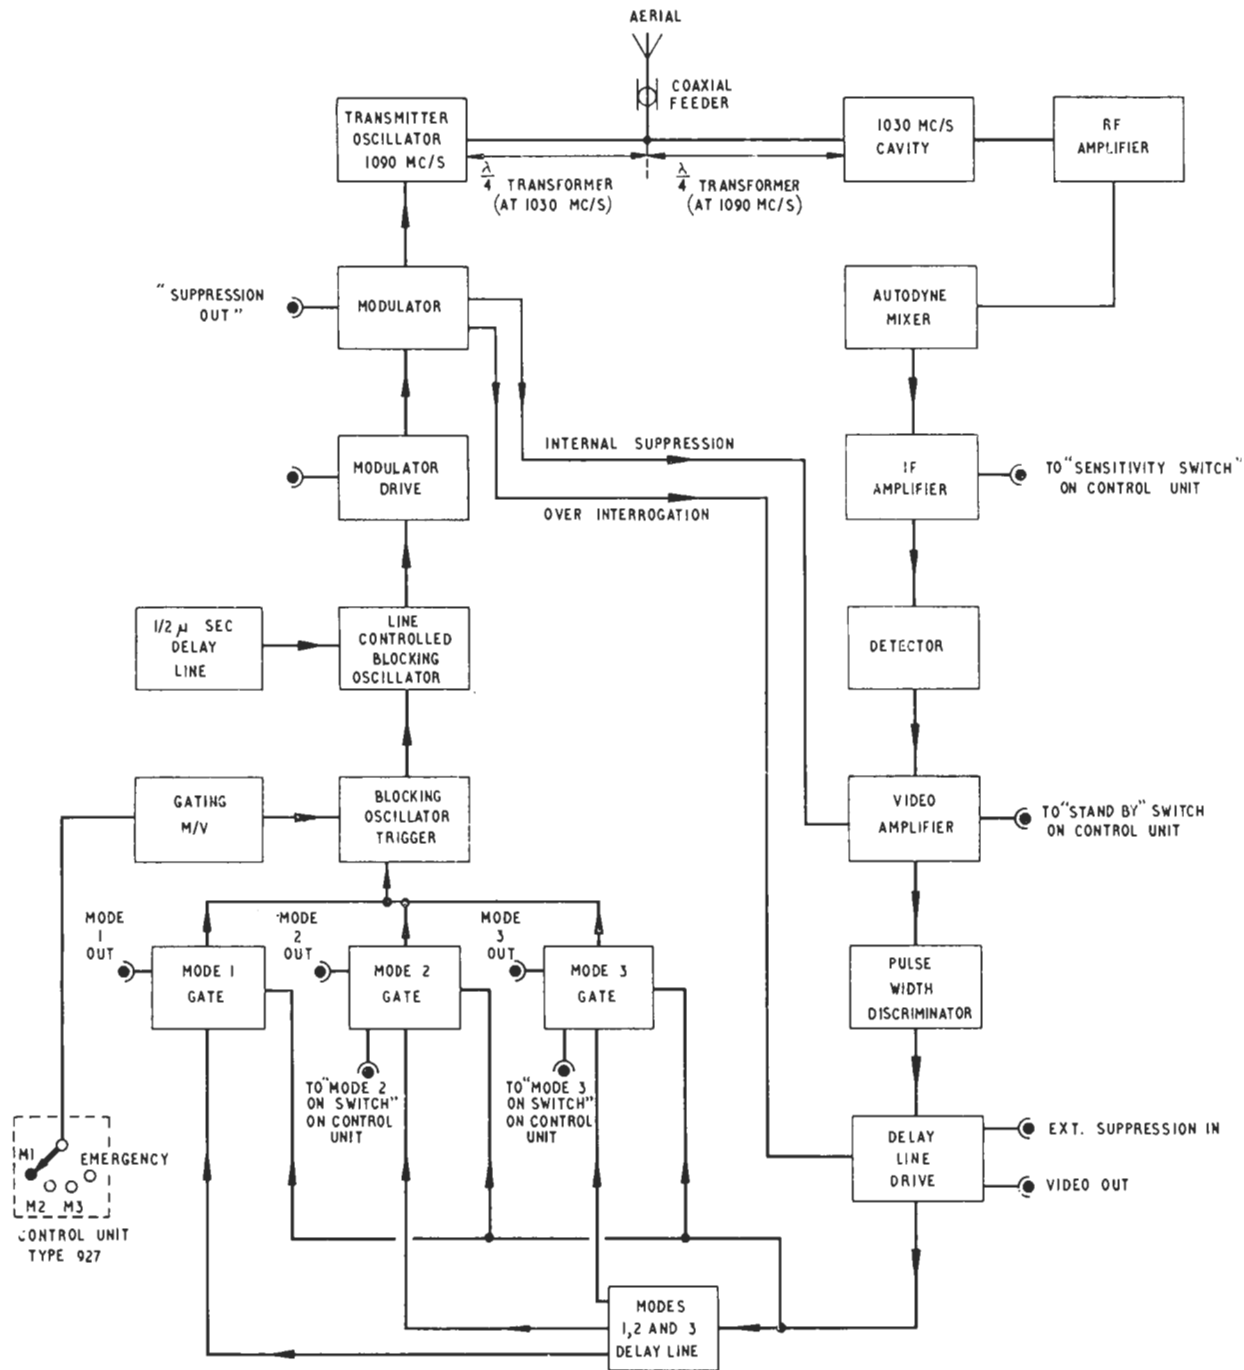 AERIAL
COAXIAL
FEEDER
TRANSMITTER
OSCILLATOR
1090 MC/S
1030 MC/S
CAVITY
RF
AMPLIFIER
λ/4 TRANSFORMER
(AT 1030 MC/S)
λ/4 TRANSFORMER
(AT 1090 MC/S)
"SUPPRESSION
OUT"
MODULATOR
AUTODYNE
MIXER
MODULATOR
DRIVE
INTERNAL SUPPRESSION
OVER INTERROGATION
IF
AMPLIFIER
TO "SENSITIVITY SWITCH"
ON CONTROL UNIT
1/2 μ SEC
DELAY
LINE
LINE
CONTROLLED
BLOCKING
OSCILLATOR
DETECTOR
GATING
M/V
BLOCKING
OSCILLATOR
TRIGGER
VIDEO
AMPLIFIER
TO "STAND BY" SWITCH
ON CONTROL UNIT
MODE
1
OUT
MODE
2
OUT
MODE
3
OUT
MODE 1
GATE
MODE 2
GATE
MODE 3
GATE
PULSE
WIDTH
DISCRIMINATOR
TO "MODE 2
ON SWITCH"
ON CONTROL
UNIT
TO "MODE 3
ON SWITCH"
ON CONTROL
UNIT
DELAY
LINE
DRIVE
EXT. SUPPRESSION IN
VIDEO OUT
M1
EMERGENCY
M2
M3
CONTROL UNIT
TYPE 927
MODES
1,2 AND 3
DELAY LINE